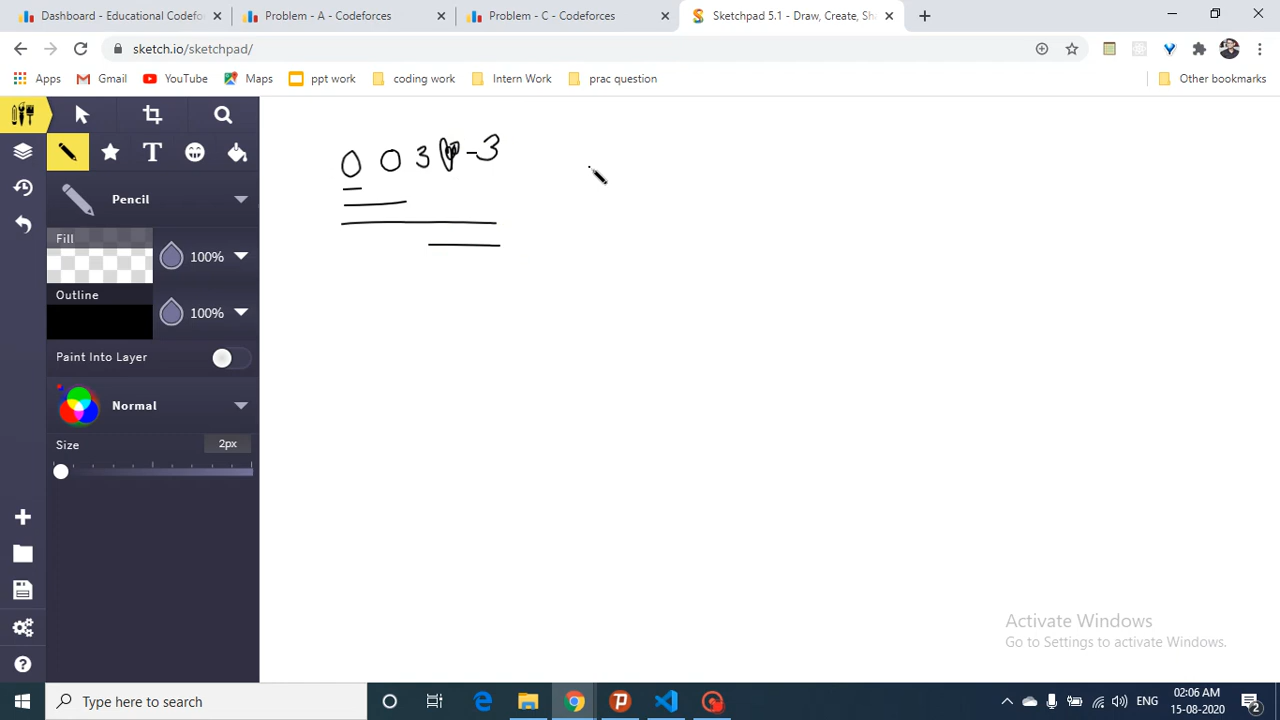 Dashboard - Educational Codefor
Problem - A - Codeforces
Problem - C - Codeforces
Sketchpad 5.1 - Draw, Create, Sh
sketch.io/sketchpad/
Apps Gmail YouTube Maps ppt work coding work Intern Work prac question Other bookmarks
Pencil
Fill
100%
Outline
100%
Paint Into Layer
Normal
Size 2px
0 0 3 -3
Activate Windows
Go to Settings to activate Windows.
Type here to search
ENG
02:06 AM
15-08-2020
2